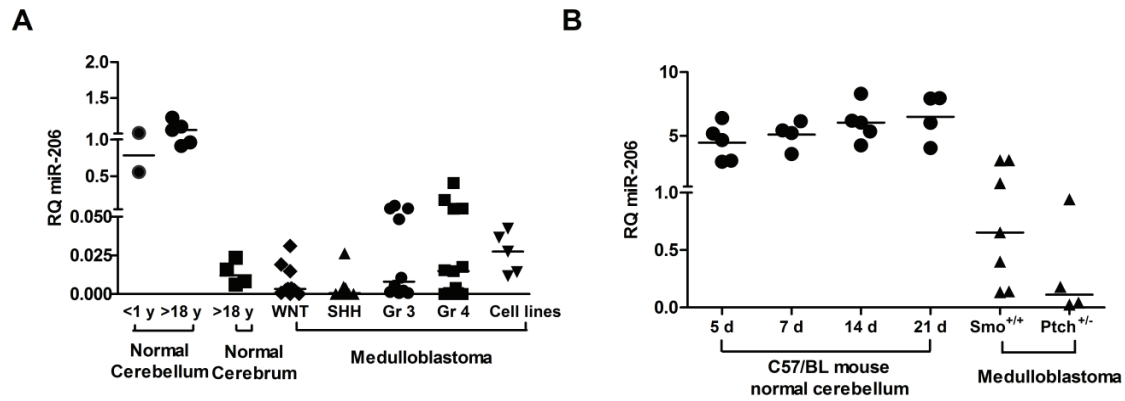 A
RQ miR-206
2.0
1.5
1.0
0.5
0.050
0.025
0.000
<1 y >18 y >18 y WNT SHH Gr 3 Gr 4 Cell lines
Normal Cerebellum
Normal Cerebrum
Medulloblastoma
B
RQ miR-206
10
5
1.0
0.5
0.0
5 d 7 d 14 d 21 d Smo+/+ Ptch+/-
C57/BL mouse
normal cerebellum
Medulloblastoma